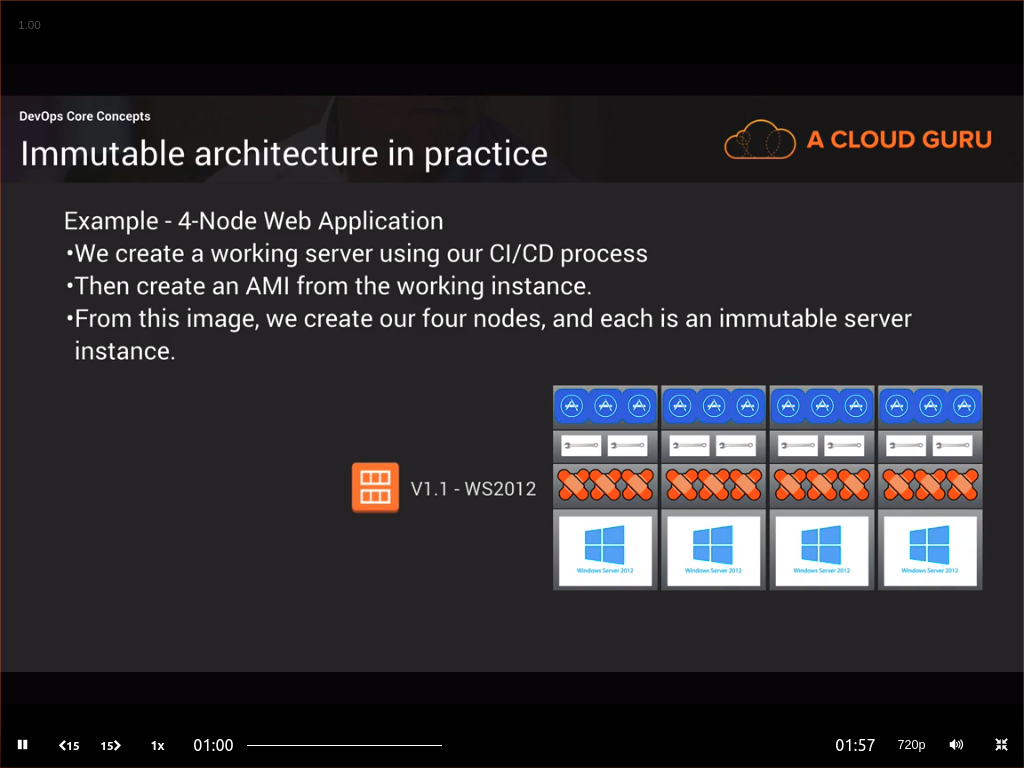 1.00
DevOps Core Concepts
Immutable architecture in practice
A CLOUD GURU
Example - 4-Node Web Application
•We create a working server using our CI/CD process
•Then create an AMI from the working instance.
•From this image, we create our four nodes, and each is an immutable server
instance.
V1.1 - WS2012
Windows Server 2012
Windows Server 2012
Windows Server 2012
Windows Server 2012
15
15
1x
01:00
01:57
720p